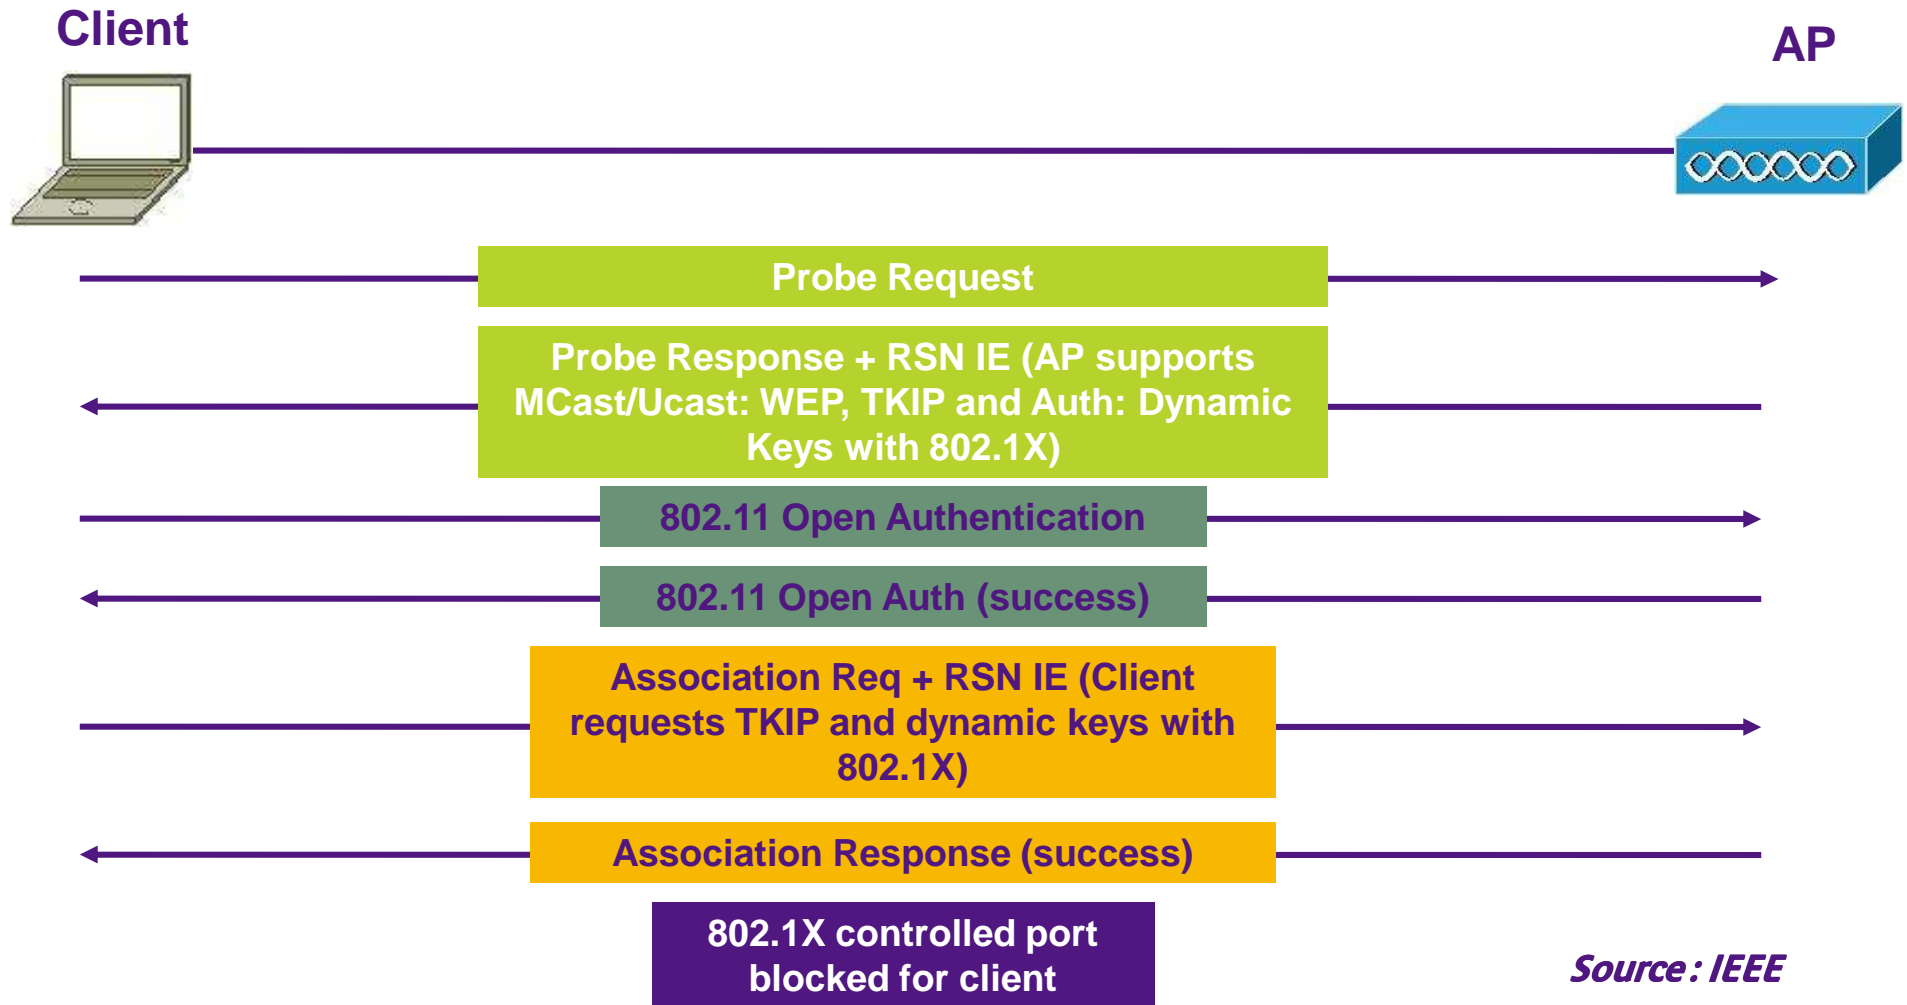 Client
AP
Probe Request
Probe Response + RSN IE (AP supports
MCast/Ucast: WEP, TKIP and Auth: Dynamic
Keys with 802.1X)
802.11 Open Authentication
802.11 Open Auth (success)
Association Req + RSN IE (Client
requests TKIP and dynamic keys with
802.1X)
Association Response (success)
802.1X controlled port
blocked for client
Source: IEEE